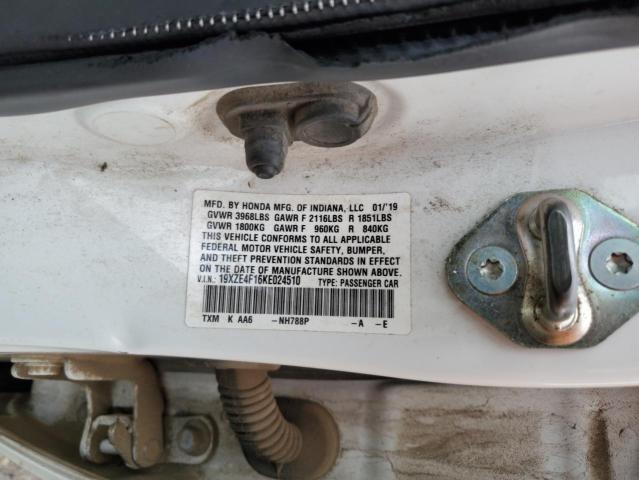 MFD. BY HONDA MFG. OF INDIANA, LLC 01/'19
GVWR 3968LBS GAWR F 2116LBS R 1851LBS
GVWR 1800KG GAWR F 960KG R 840KG
THIS VEHICLE CONFORMS TO ALL APPLICABLE
FEDERAL MOTOR VEHICLE SAFETY, BUMPER,
AND THEFT PREVENTION STANDARDS IN EFFECT
ON THE DATE OF MANUFACTURE SHOWN ABOVE.
V.I.N.: 19XZE4F16KE024510 TYPE: PASSENGER CAR
TXM K AA6 -NH788P -A -E